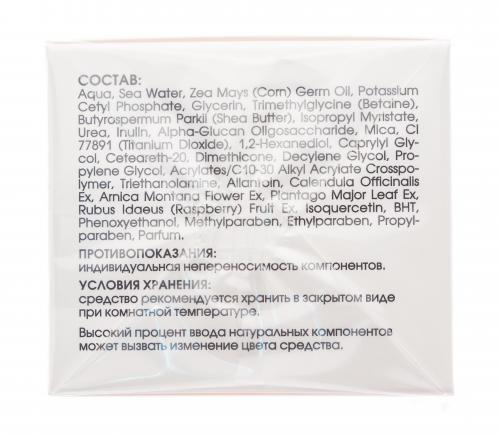 СОСТАВ:
Aqua, Sea Water, Zea Mays (Corn) Germ Oil, Potassium
Cetyl Phosphate, Glycerin, Trimethylglycine (Betaine),
Butyrospermum Parkii (Shea Butter), Isopropyl Myristate,
Urea, Inulin, Alpha-Glucan Oligosaccharide, Mica, CI
77891 (Titanium Dioxide), 1,2-Hexanediol, Caprylyl Gly-
col, Ceteareth-20, Dimethicone, Decylene Glycol, Pro-
pylene Glycol, Acrylates/C10-30 Alkyl Acrylate Crosspo-
lymer, Triethanolamine, Allantoin, Calendula Officinalis
Ex, Arnica Montana Flower Ex, Plantago Major Leaf Ex,
Rubus Idaeus (Raspberry) Fruit Ex, Isoquercetin, BHT,
Phenoxyethanol, Methylparaben, Ethylparaben, Propyl-
paraben, Parfum.
ПРОТИВОПОКАЗАНИЯ:
индивидуальная непереносимость компонентов.
УСЛОВИЯ ХРАНЕНИЯ:
средство рекомендуется хранить в закрытом виде
при комнатной температуре.
Высокий процент ввода натуральных компонентов
может вызвать изменение цвета средства.